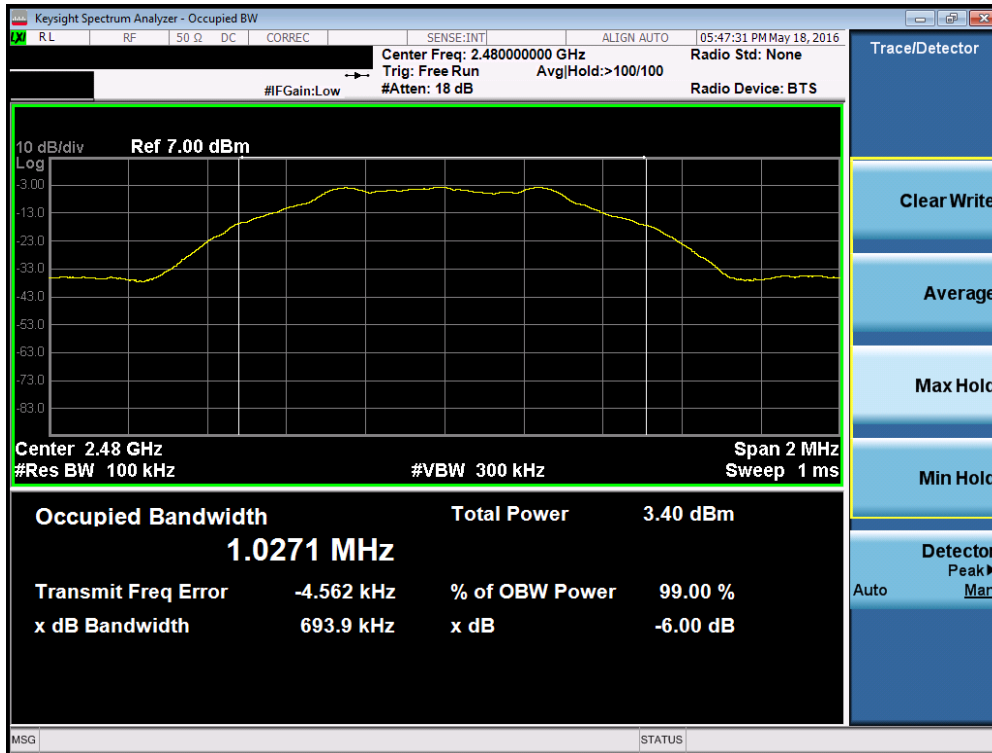 Keysight Spectrum Analyzer - Occupied BW
LXI RL RF 50 Ω DC CORREC SENSE:INT ALIGN AUTO 05:47:31 PM May 18, 2016
Center Freq: 2.480000000 GHz Radio Std: None
Trig: Free Run Avg|Hold:>100/100
#IFGain:Low #Atten: 18 dB Radio Device: BTS
10 dB/div Ref 7.00 dBm
Log
-3.00
-13.0
-23.0
-33.0
-43.0
-53.0
-63.0
-73.0
-83.0
Center 2.48 GHz Span 2 MHz
#Res BW 100 kHz #VBW 300 kHz Sweep 1 ms
Occupied Bandwidth Total Power 3.40 dBm
1.0271 MHz
Transmit Freq Error -4.562 kHz % of OBW Power 99.00 %
x dB Bandwidth 693.9 kHz x dB -6.00 dB
MSG STATUS
Trace/Detector
Clear Write
Average
Max Hold
Min Hold
Detector
Peak▶
Auto Man